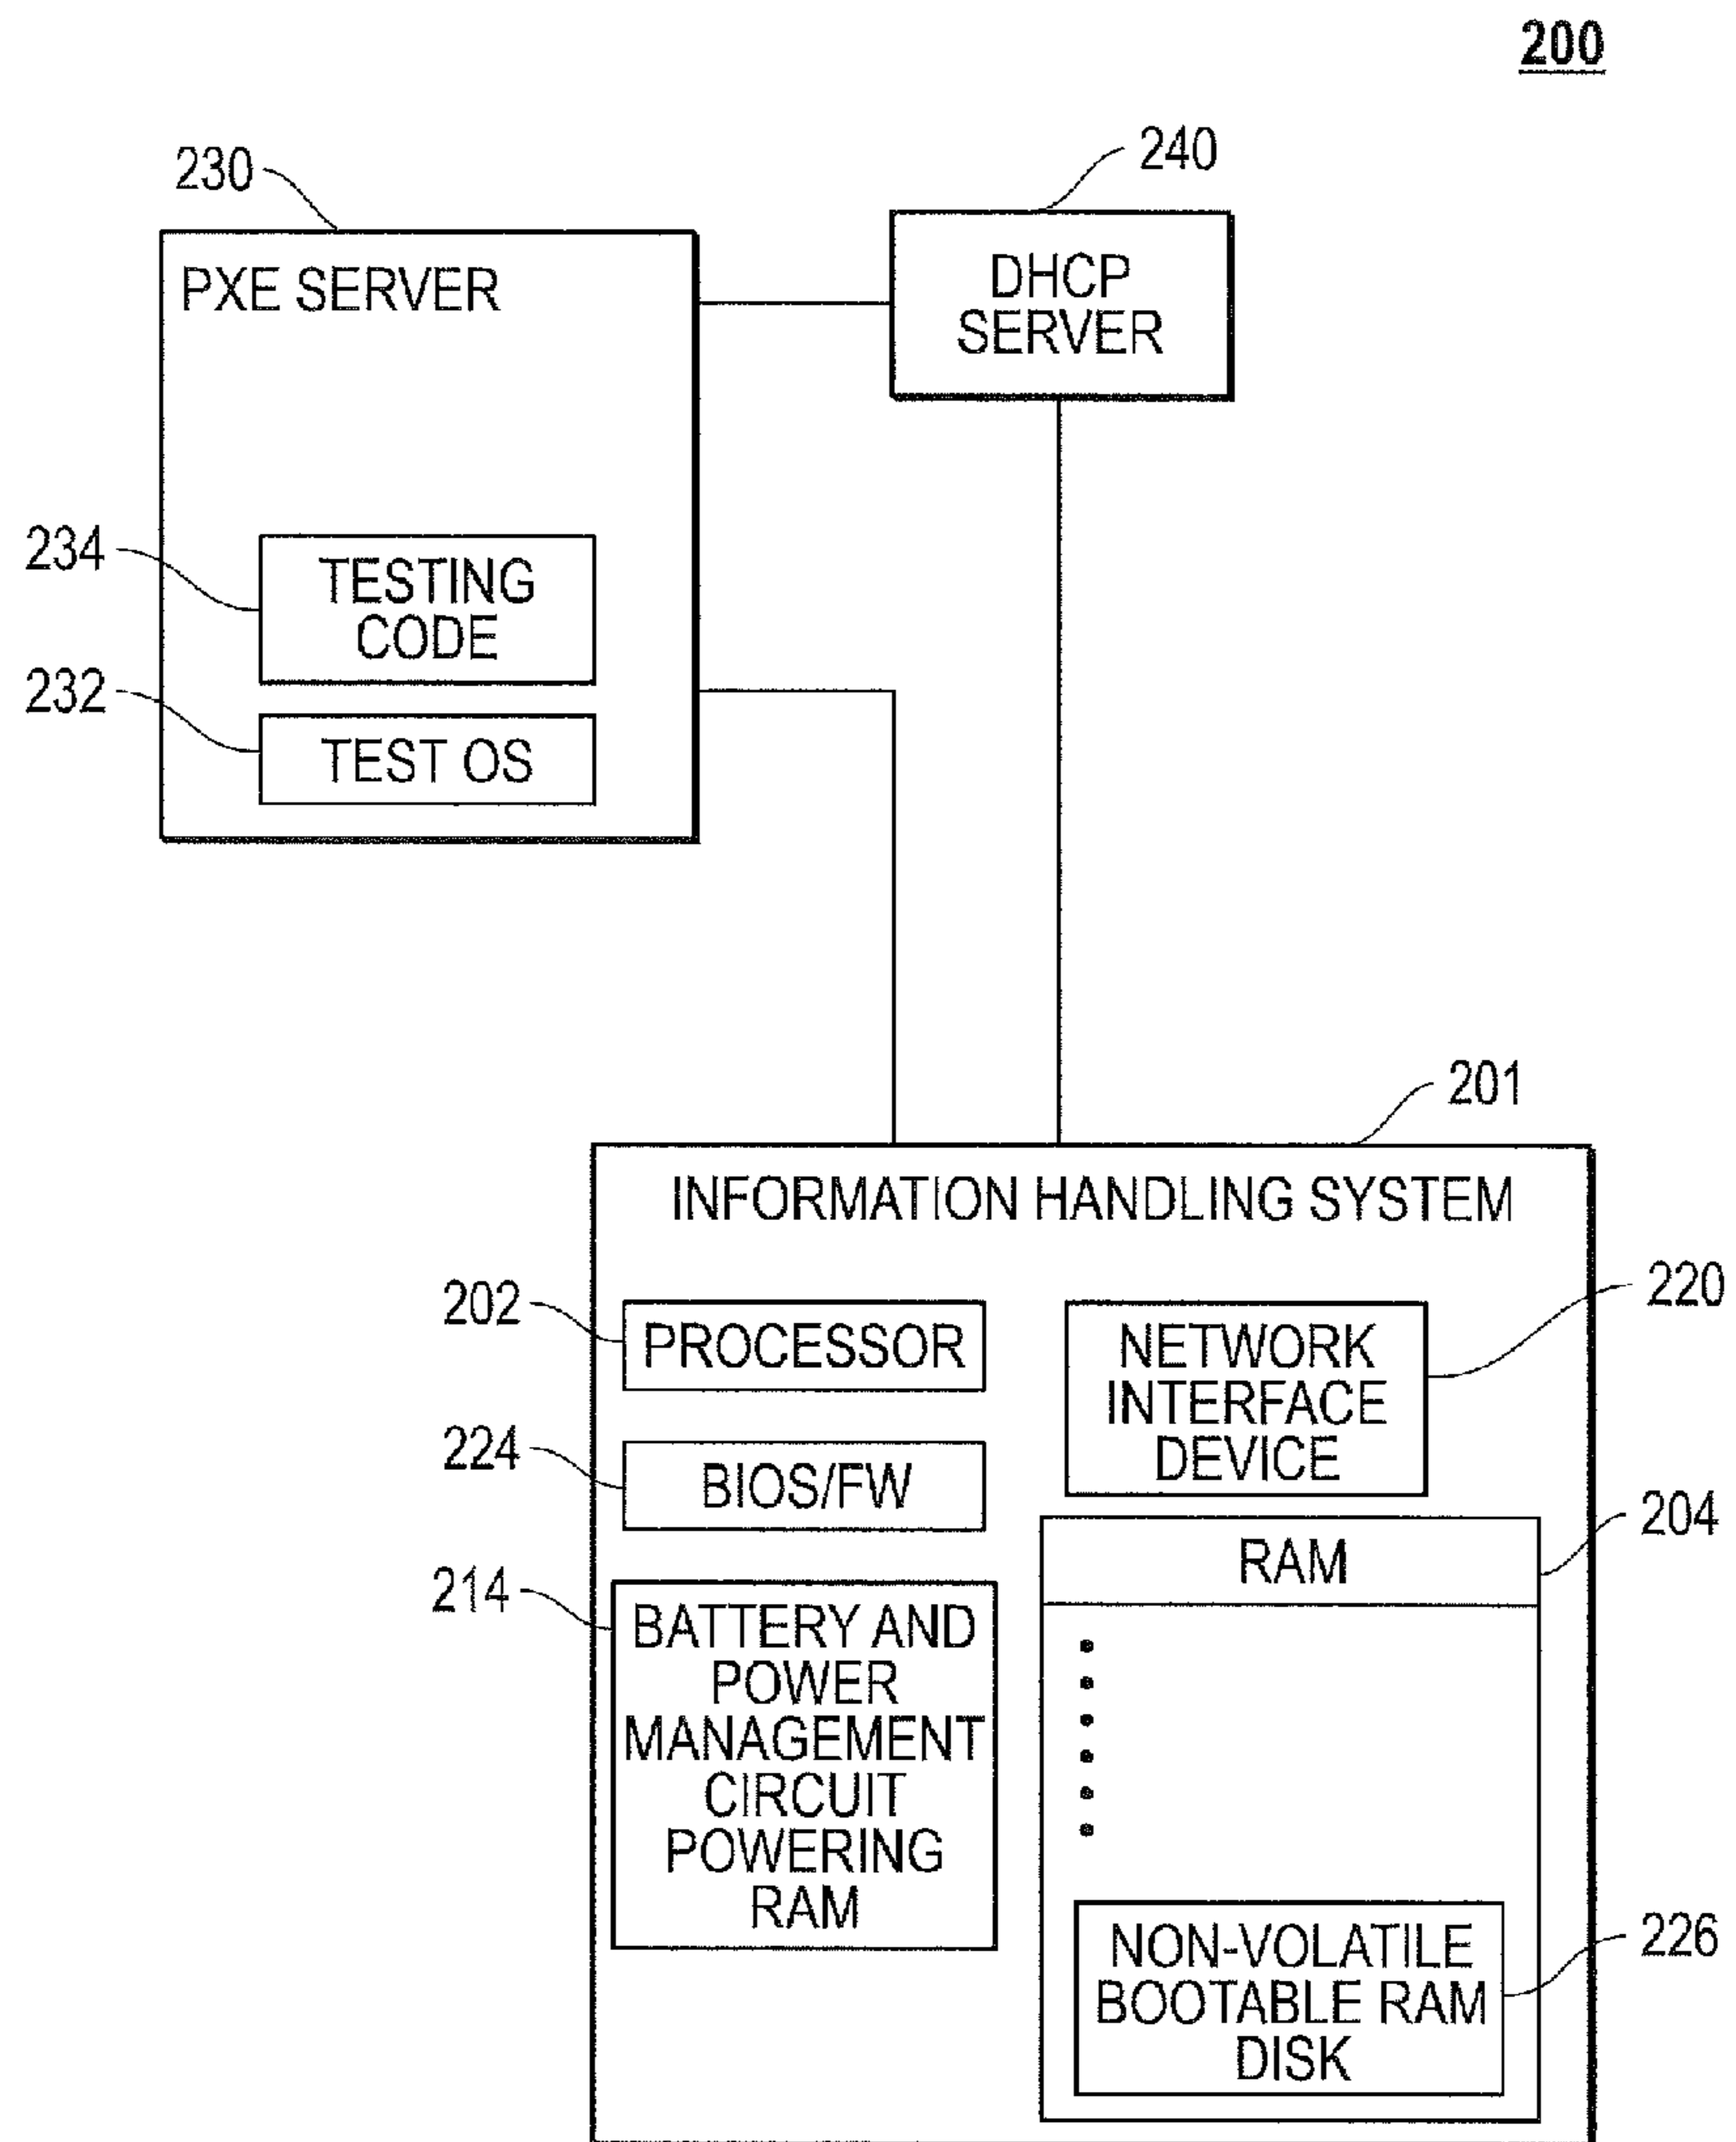 200
230
240
PXE SERVER
DHCP
SERVER
234
TESTING
CODE
232
TEST OS
201
INFORMATION HANDLING SYSTEM
202
PROCESSOR
220
NETWORK
INTERFACE
DEVICE
224
BIOS/FW
204
RAM
214
BATTERY AND
POWER
MANAGEMENT
CIRCUIT
POWERING
RAM
226
NON-VOLATILE
BOOTABLE RAM
DISK